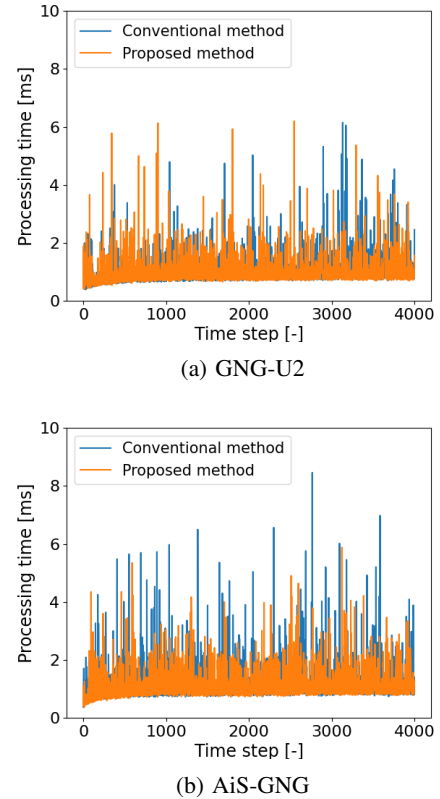 10
8
6
4
2
0
Processing time [ms]
Conventional method
Proposed method
0 1000 2000 3000 4000
Time step [-]
(a) GNG-U2
10
8
6
4
2
0
Processing time [ms]
Conventional method
Proposed method
0 1000 2000 3000 4000
Time step [-]
(b) AiS-GNG